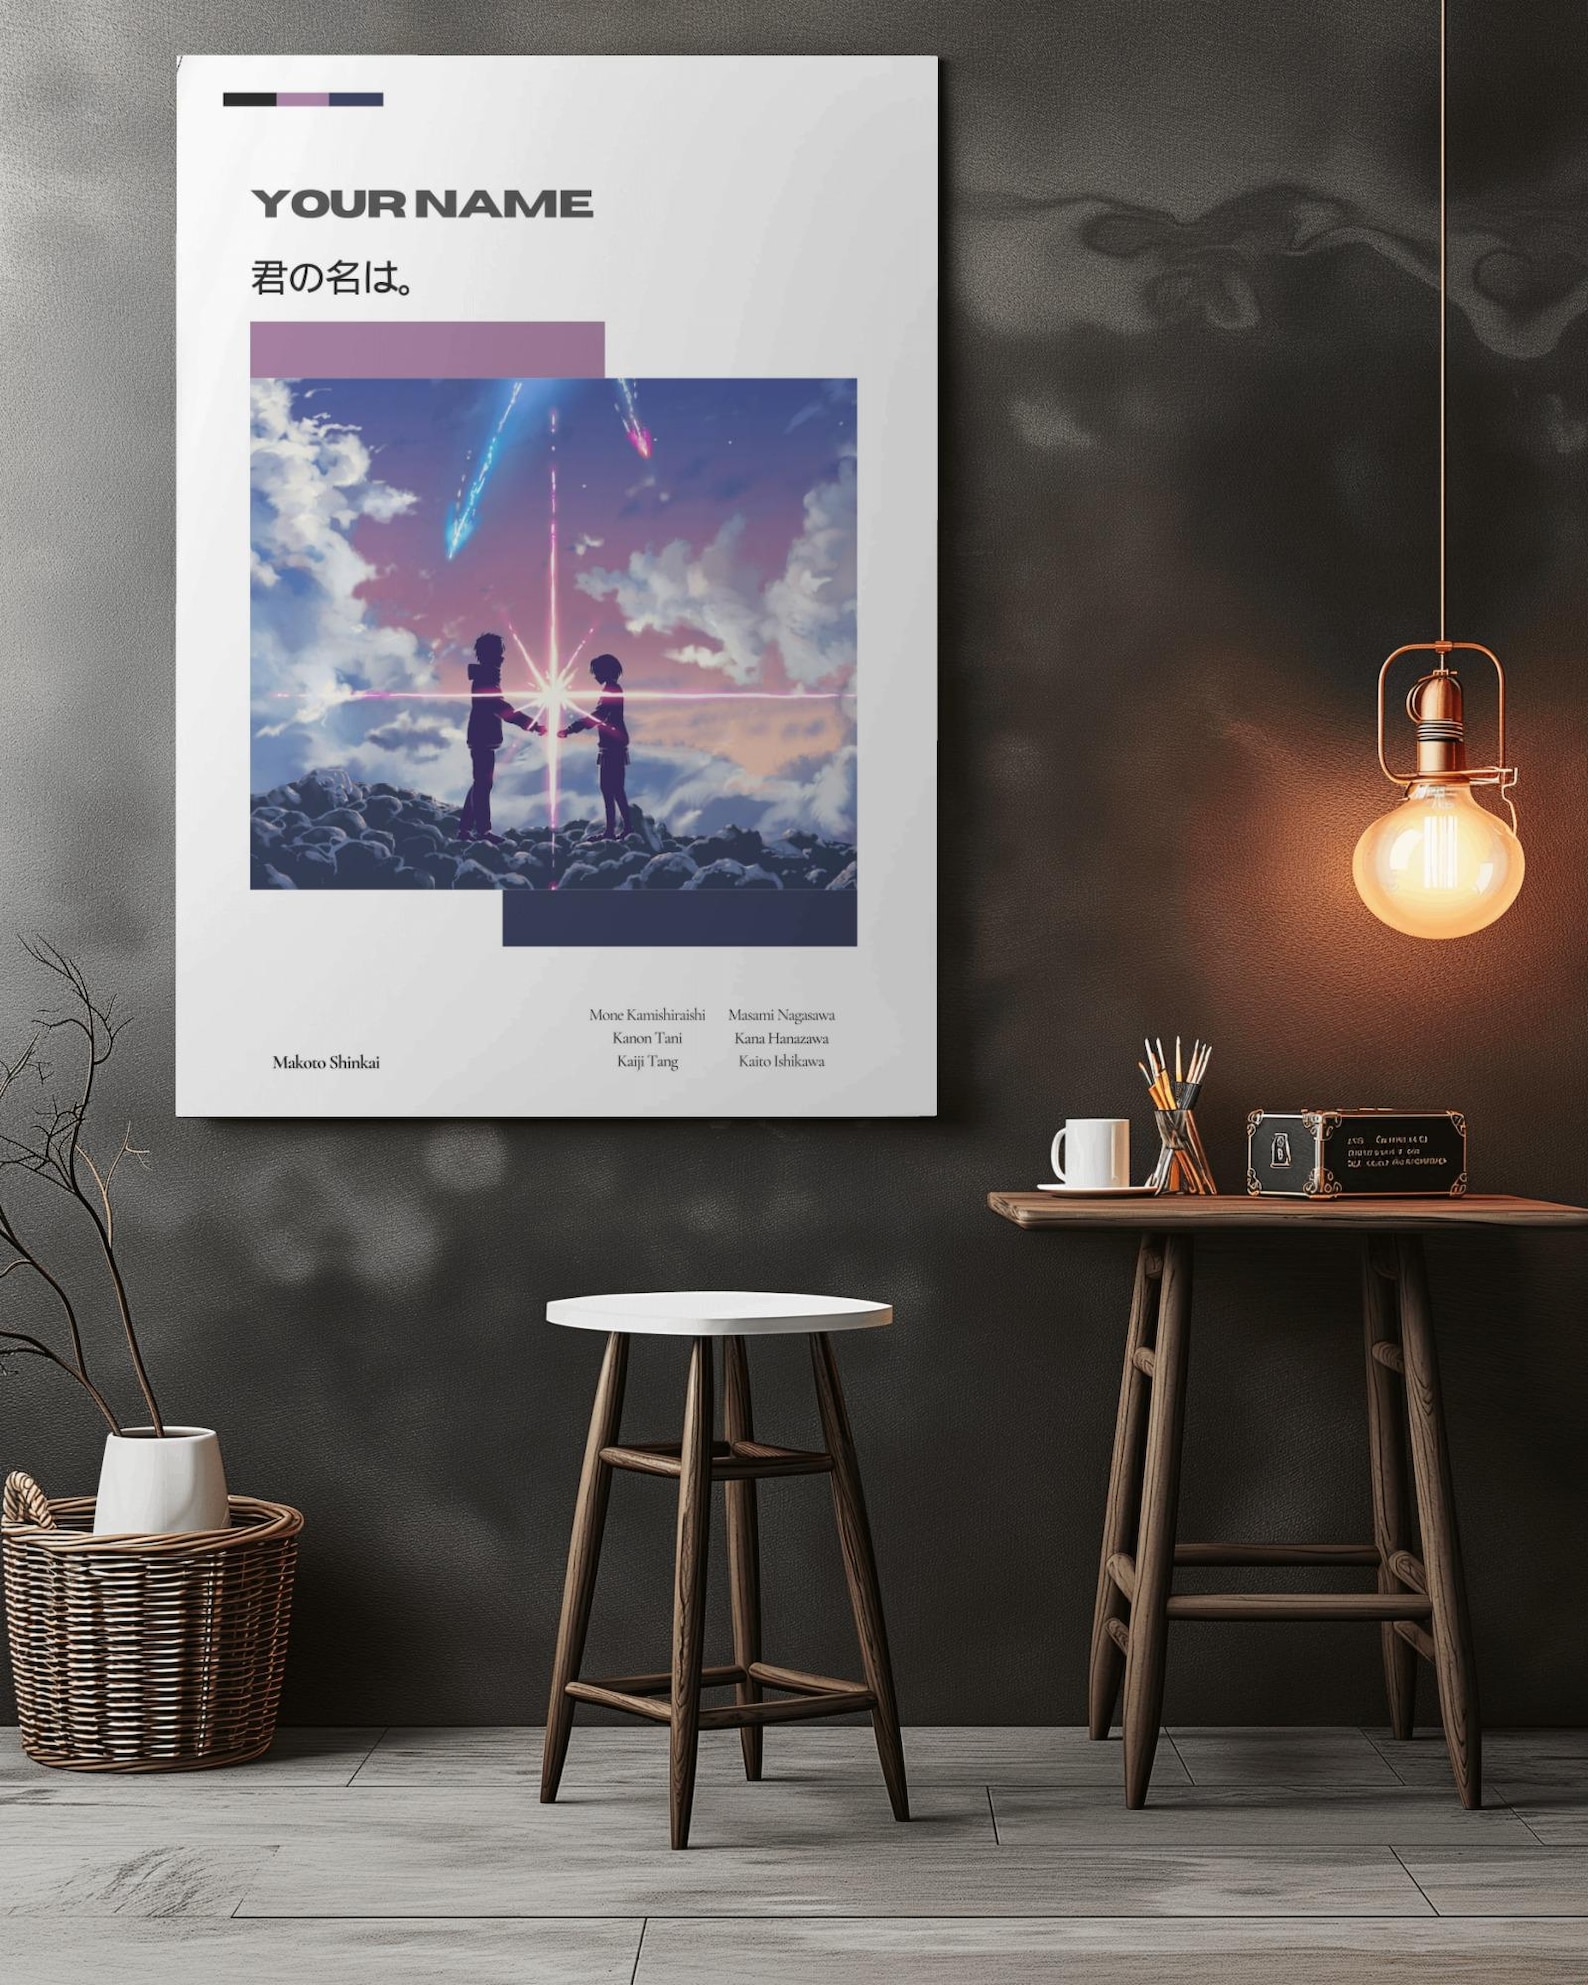 YOUR NAME
君の名は。
Makoto Shinkai
Mone Kamishiraishi
Kanon Tani
Kaiji Tang
Masami Nagasawa
Kana Hanazawa
Kaito Ishikawa